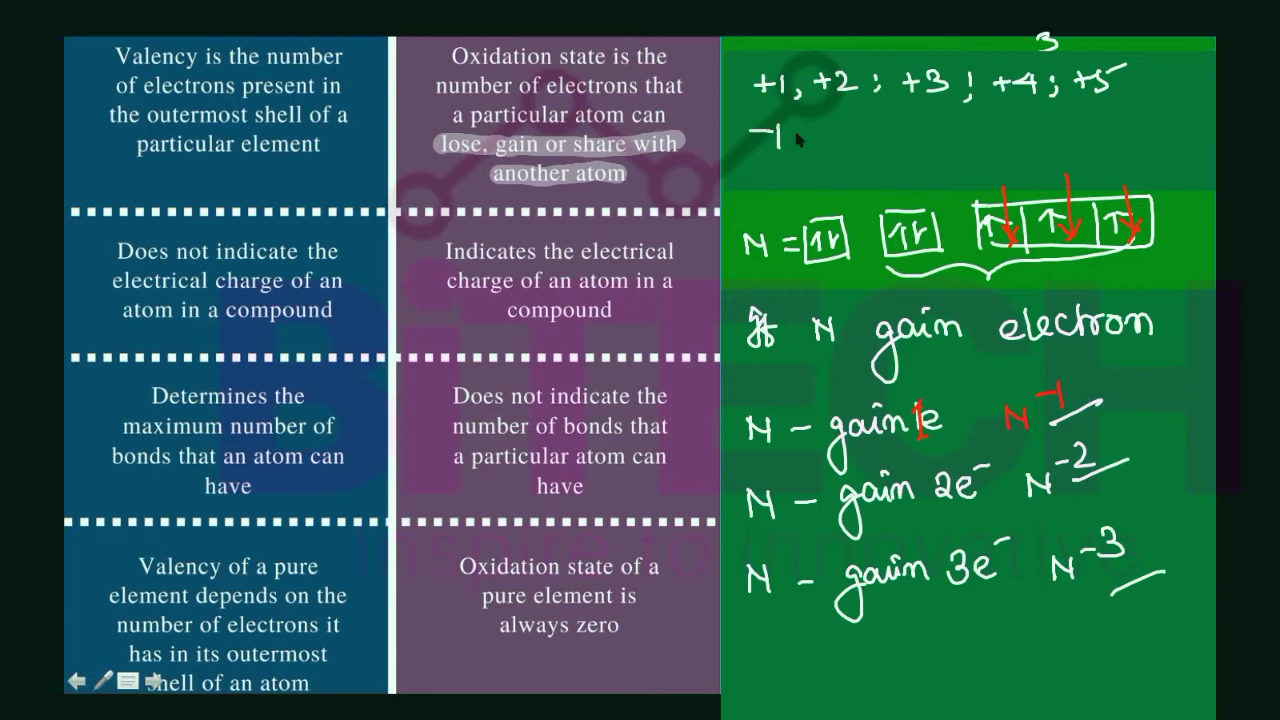 Valency is the number
of electrons present in
the outermost shell of a
particular element
Does not indicate the
electrical charge of an
atom in a compound
Determines the
maximum number of
bonds that an atom can
have
Valency of a pure
element depends on the
number of electrons it
has in its outermost
shell of an atom
Oxidation state is the
number of electrons that
a particular atom can
lose, gain or share with
another atom
Indicates the electrical
charge of an atom in a
compound
Does not indicate the
number of bonds that
a particular atom can
have
Oxidation state of a
pure element is
always zero
3
+1, +2 ; +3 ; +4 ; +5
-1
N =
If N gain electron
N - gain 1e N⁻¹
N - gain 2e⁻ N⁻²
N - gain 3e⁻ N⁻³
BiTECH
Inspire to Innovative